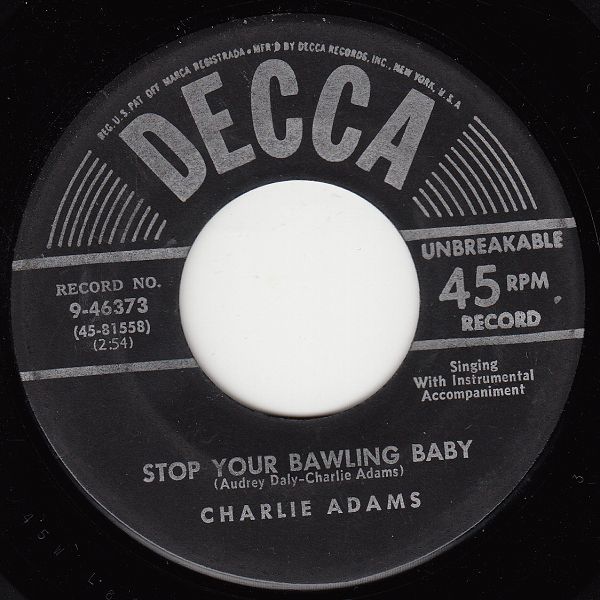 REG. U.S. PAT. OFF. MARCA REGISTRADA • MFR'D BY DECCA RECORDS, INC., NEW YORK, U.S.A.
DECCA
RECORD NO.
9-46373
(45-81558)
(2:54)
UNBREAKABLE
45 RPM
RECORD
Singing
With Instrumental
Accompaniment
STOP YOUR BAWLING BABY
(Audrey Daly-Charlie Adams)
CHARLIE ADAMS